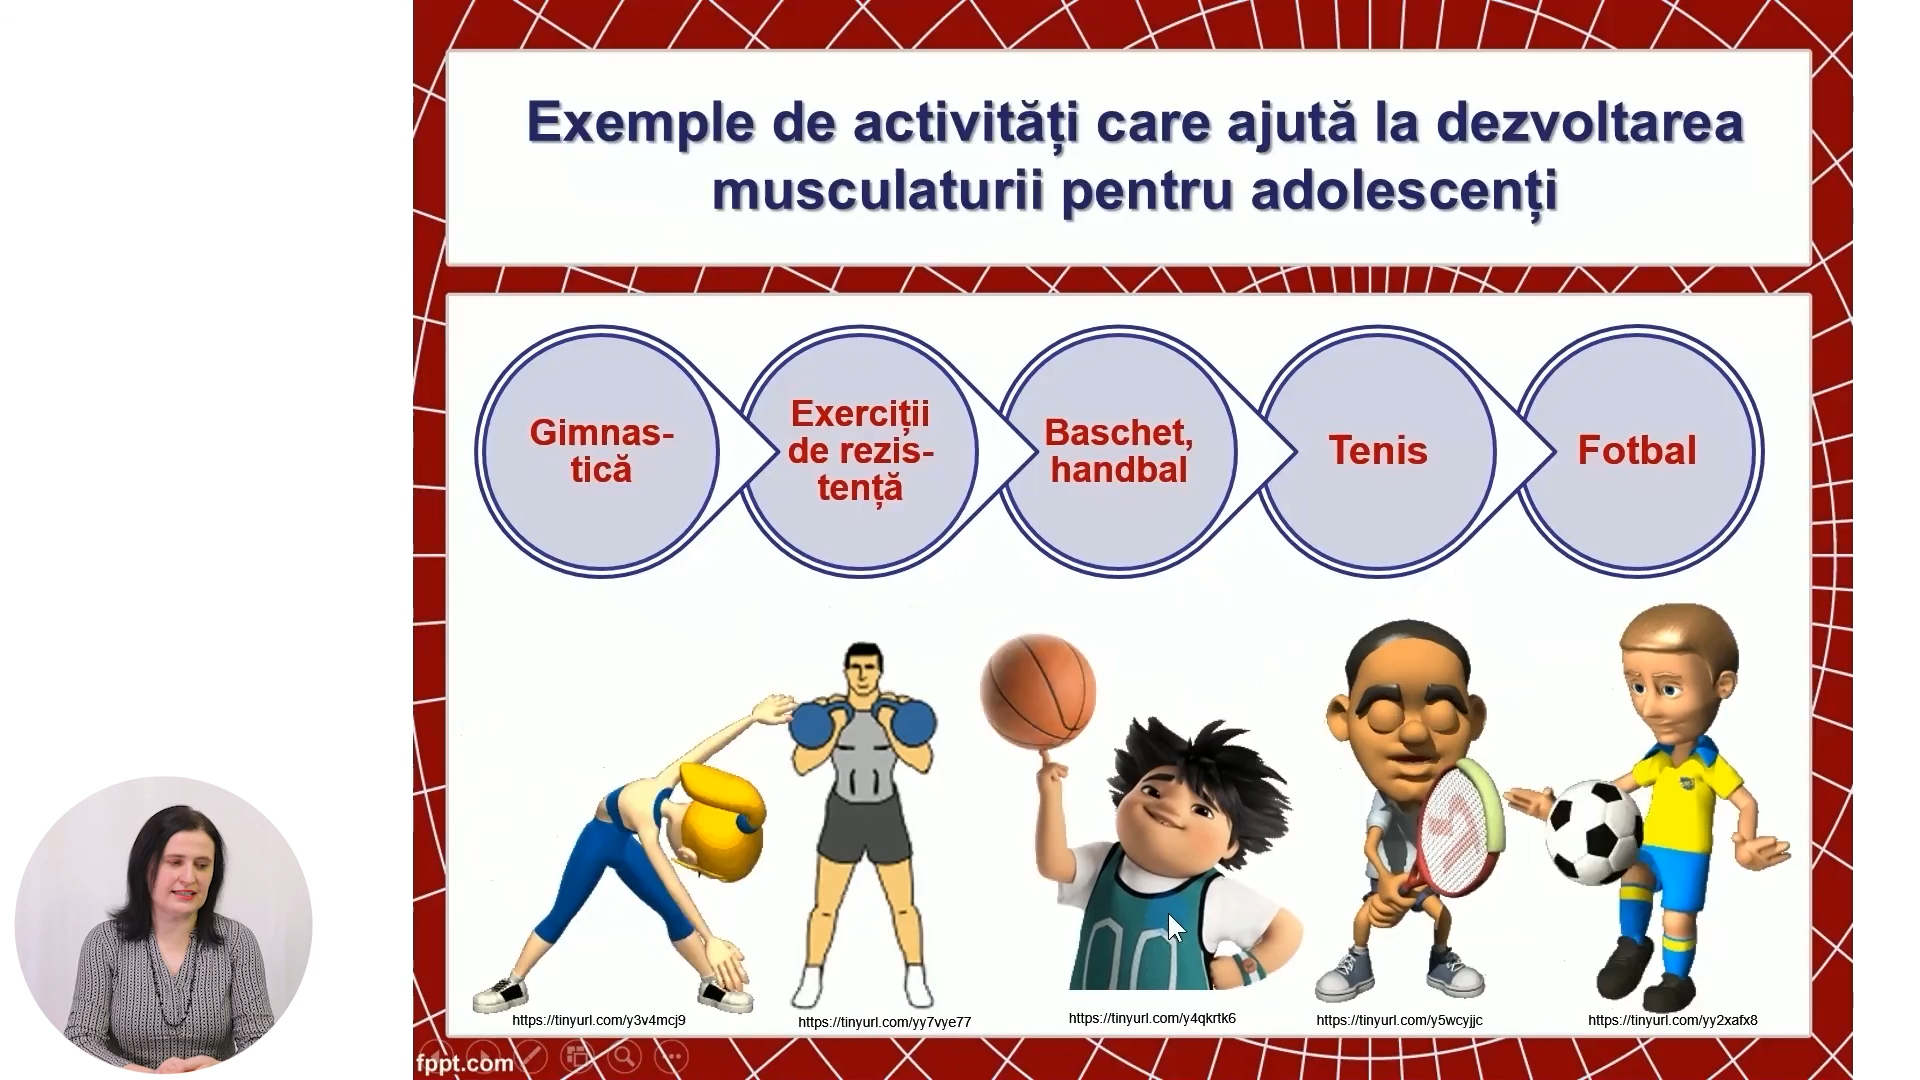 Exemple de activități care ajută la dezvoltarea
musculaturii pentru adolescenți
Gimnas-
tică
Exerciții
de rezis-
tență
Baschet,
handbal
Tenis
Fotbal
https://tinyurl.com/y3v4mcj9
https://tinyurl.com/yy7vye77
https://tinyurl.com/y4qkrtk6
https://tinyurl.com/y5wcyjjc
https://tinyurl.com/yy2xafx8
fppt.com